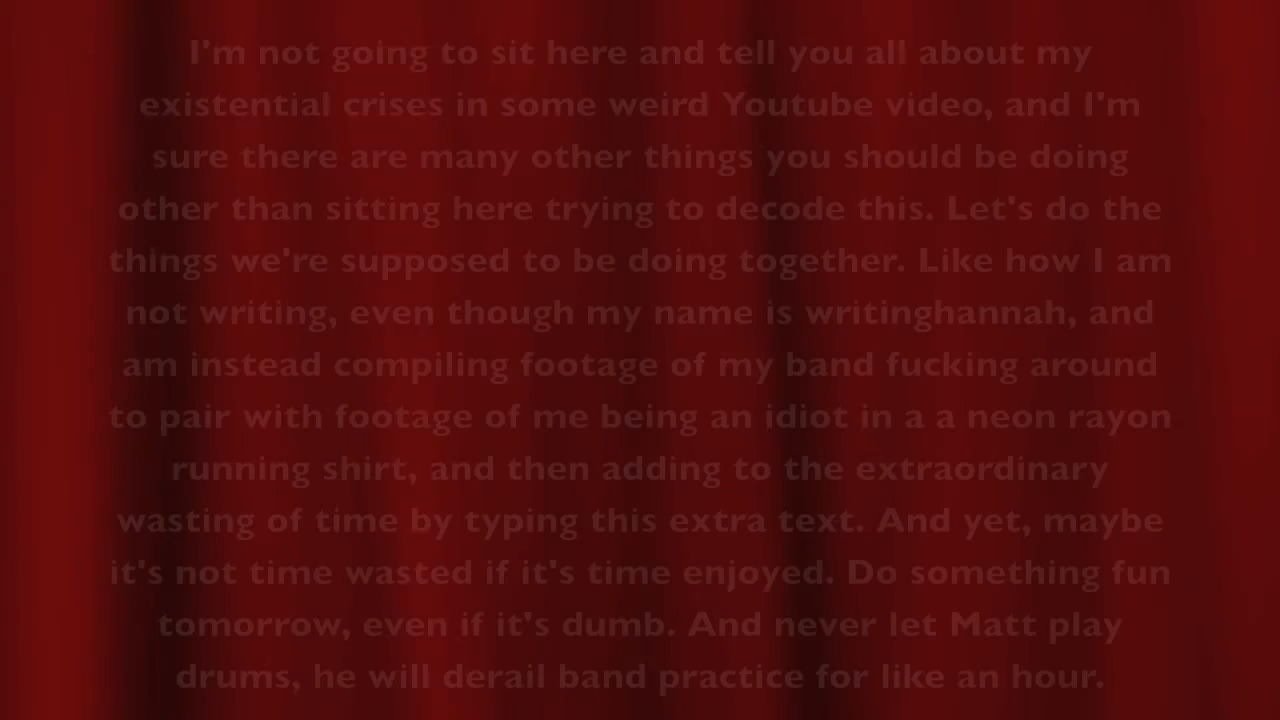 I'm not going to sit here and tell you all about my
existential crises in some weird Youtube video, and I'm
sure there are many other things you should be doing
other than sitting here trying to decode this. Let's do the
things we're supposed to be doing together. Like how I am
not writing, even though my name is writinghannah, and
am instead compiling footage of my band fucking around
to pair with footage of me being an idiot in a a neon rayon
running shirt, and then adding to the extraordinary
wasting of time by typing this extra text. And yet, maybe
it's not time wasted if it's time enjoyed. Do something fun
tomorrow, even if it's dumb. And never let Matt play
drums, he will derail band practice for like an hour.